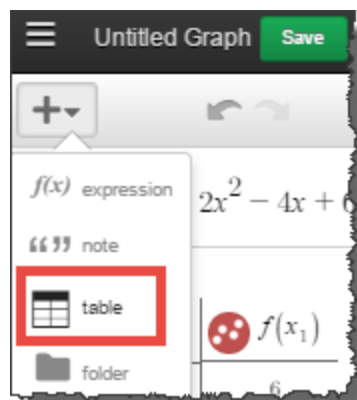 Untitled Graph Save
f(x) expression
2x² − 4x + 6
note
table
f(x₁)
folder
6